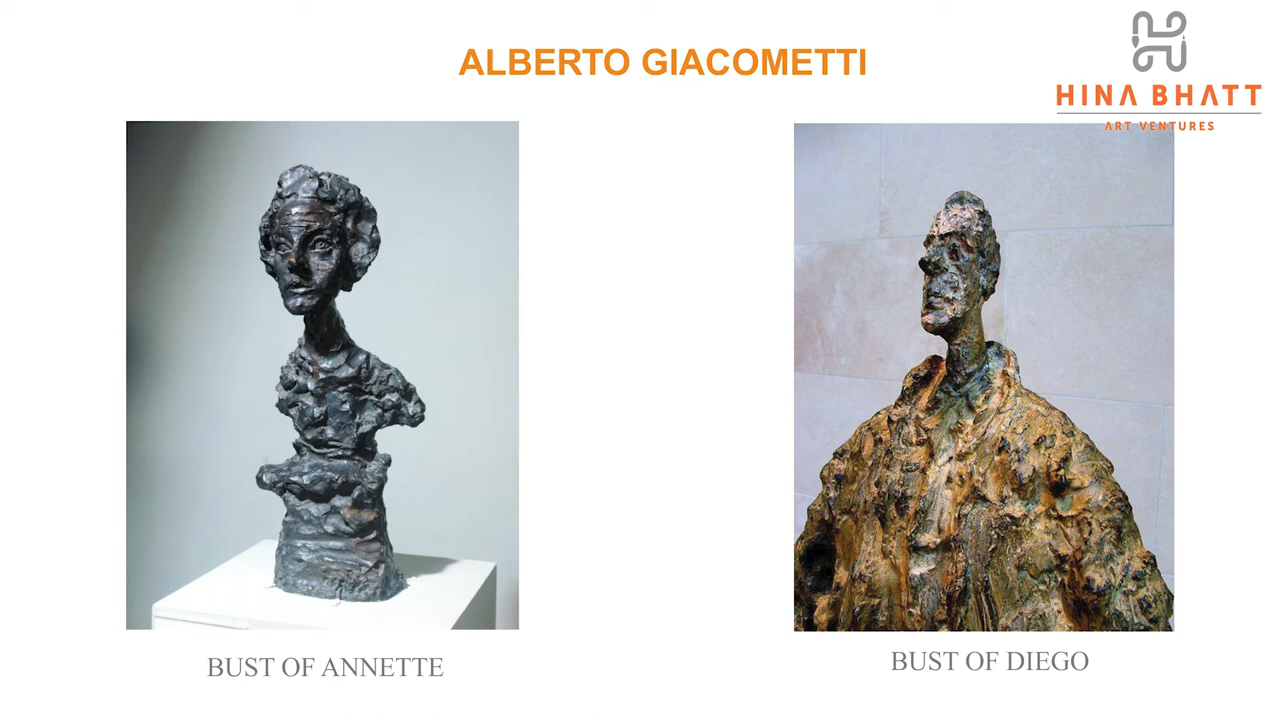 ALBERTO GIACOMETTI
HINA BHATT
ART VENTURES
BUST OF ANNETTE
BUST OF DIEGO